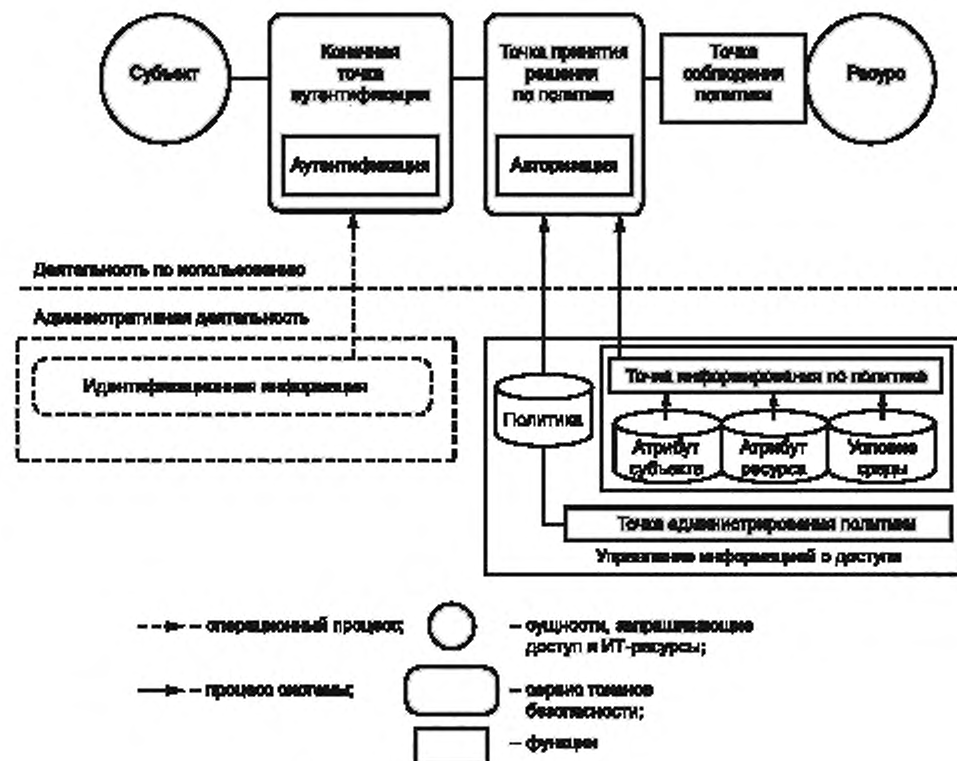 Субъект
Конечная
точка
аутентификации
Аутентификация
Точка принятия
решения
по политике
Авторизация
Точка
соблюдения
политики
Ресурс
Деятельность по использованию
Административная деятельность
Идентификационная информация
Политика
Точка информирования по политике
Атрибут
субъекта
Атрибут
ресурса
Условие
среды
Точка администрирования политики
Управление информацией о доступе
– операционный процесс;
– сущности, запрашивающие
доступ и ИТ-ресурсы;
– процесс системы;
– сервис токенов
безопасности;
– функции